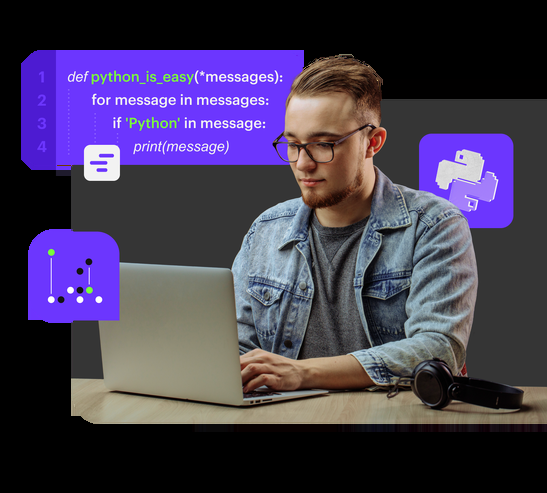 1 def python_is_easy(*messages):
2 for message in messages:
3 if 'Python' in message:
4 print(message)